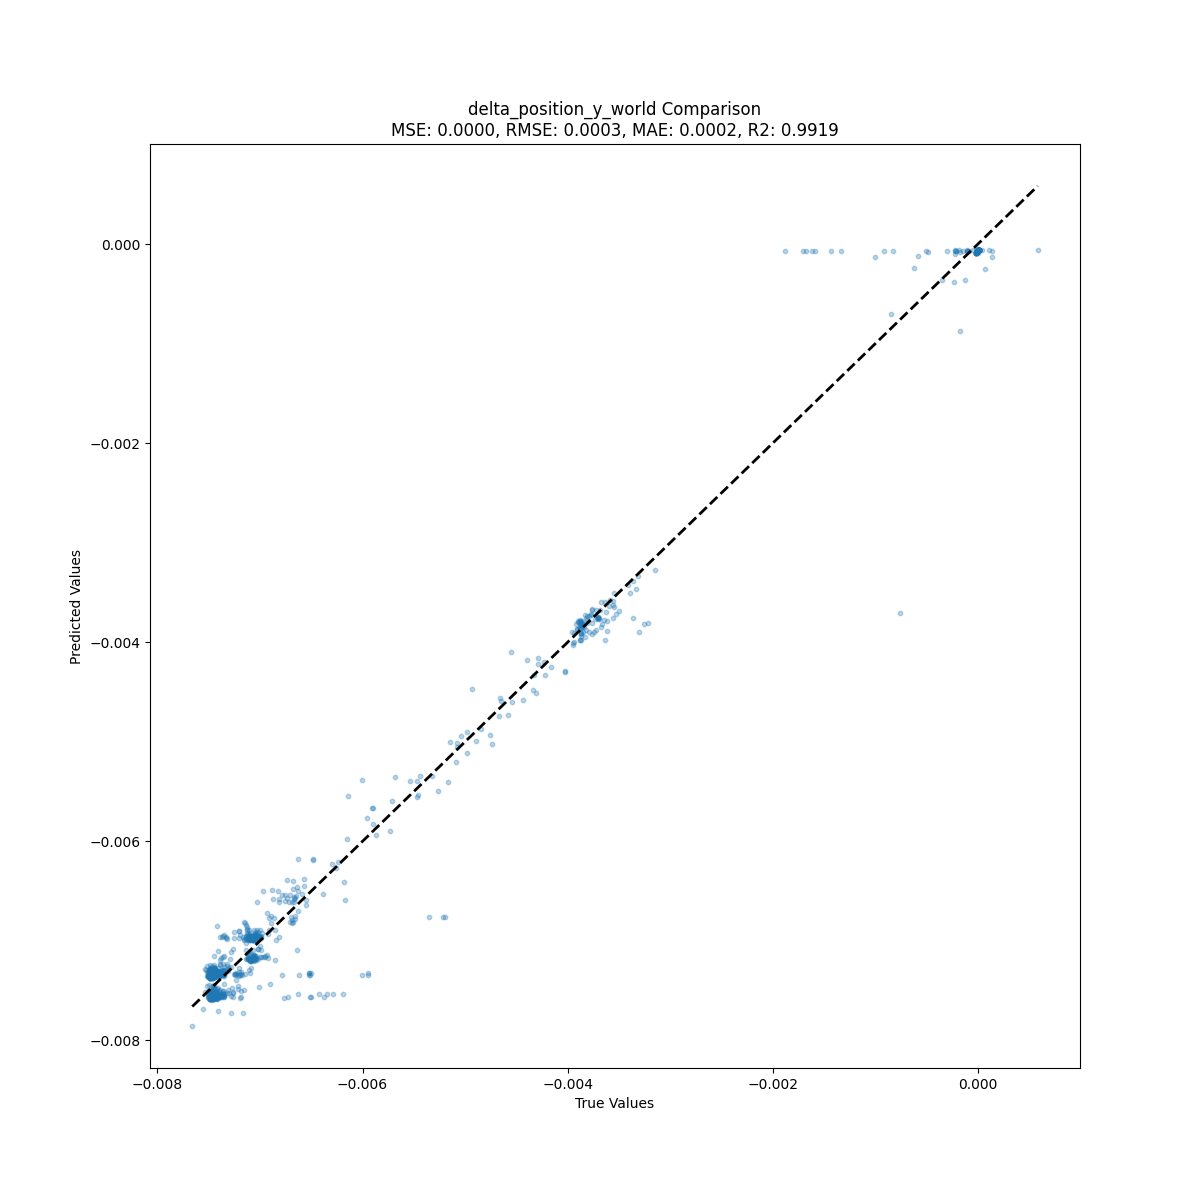 delta_position_y_world Comparison
MSE: 0.0000, RMSE: 0.0003, MAE: 0.0002, R2: 0.9919
Predicted Values
0.000
−0.002
−0.004
−0.006
−0.008
−0.008
−0.006
−0.004
−0.002
0.000
True Values